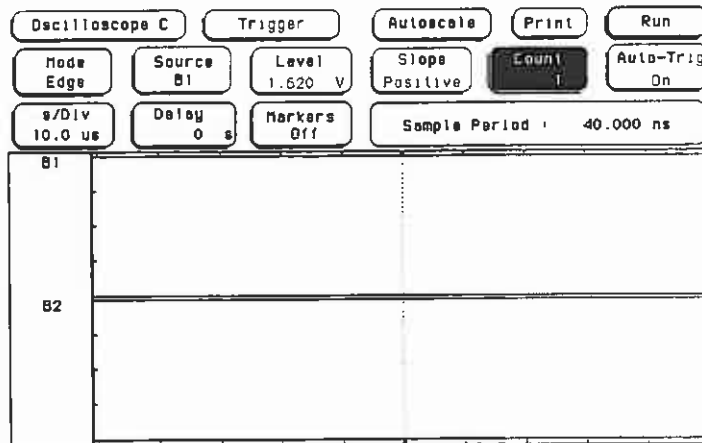 Oscilloscope C Trigger Autoscale Print Run
Mode Source Level Slope Count Auto-Trig
Edge B1 1.620 V Positive 1 On
s/Div Delay Markers Sample Period : 40.000 ns
10.0 us 0 s Off
B1
B2